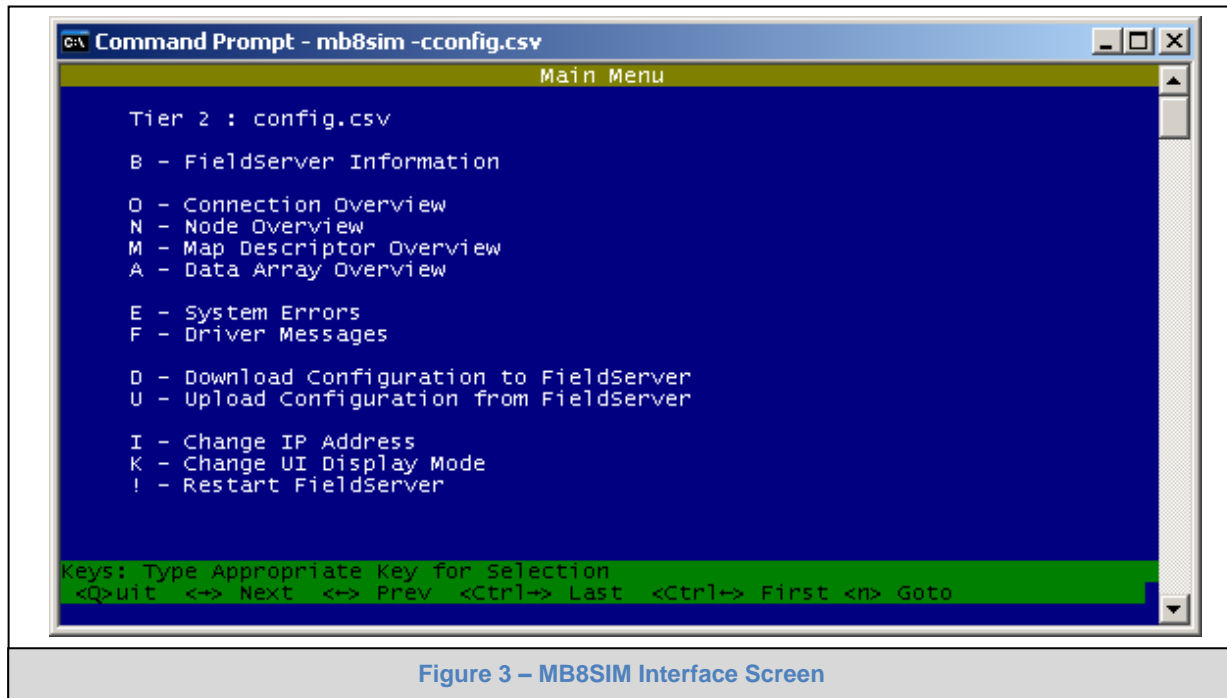 Command Prompt - mb8sim -cconfig.csv
Main Menu
Tier 2 : config.csv
B - FieldServer Information
O - Connection Overview
N - Node Overview
M - Map Descriptor Overview
A - Data Array Overview
E - System Errors
F - Driver Messages
D - Download Configuration to FieldServer
U - Upload Configuration from FieldServer
I - Change IP Address
K - Change UI Display Mode
! - Restart FieldServer
Keys: Type Appropriate Key for Selection
<Q>uit <→> Next <←> Prev <Ctrl→> Last <Ctrl←> First <n> Goto
Figure 3 – MB8SIM Interface Screen